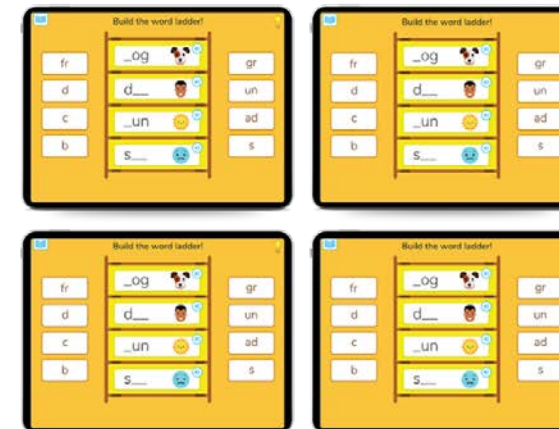 Build the word ladder!
fr
d
c
b
_og
d__
_un
s__
gr
un
ad
s
Build the word ladder!
fr
d
c
b
_og
d__
_un
s__
gr
un
ad
s
Build the word ladder!
fr
d
c
b
_og
d__
_un
s__
gr
un
ad
s
Build the word ladder!
fr
d
c
b
_og
d__
_un
s__
gr
un
ad
s